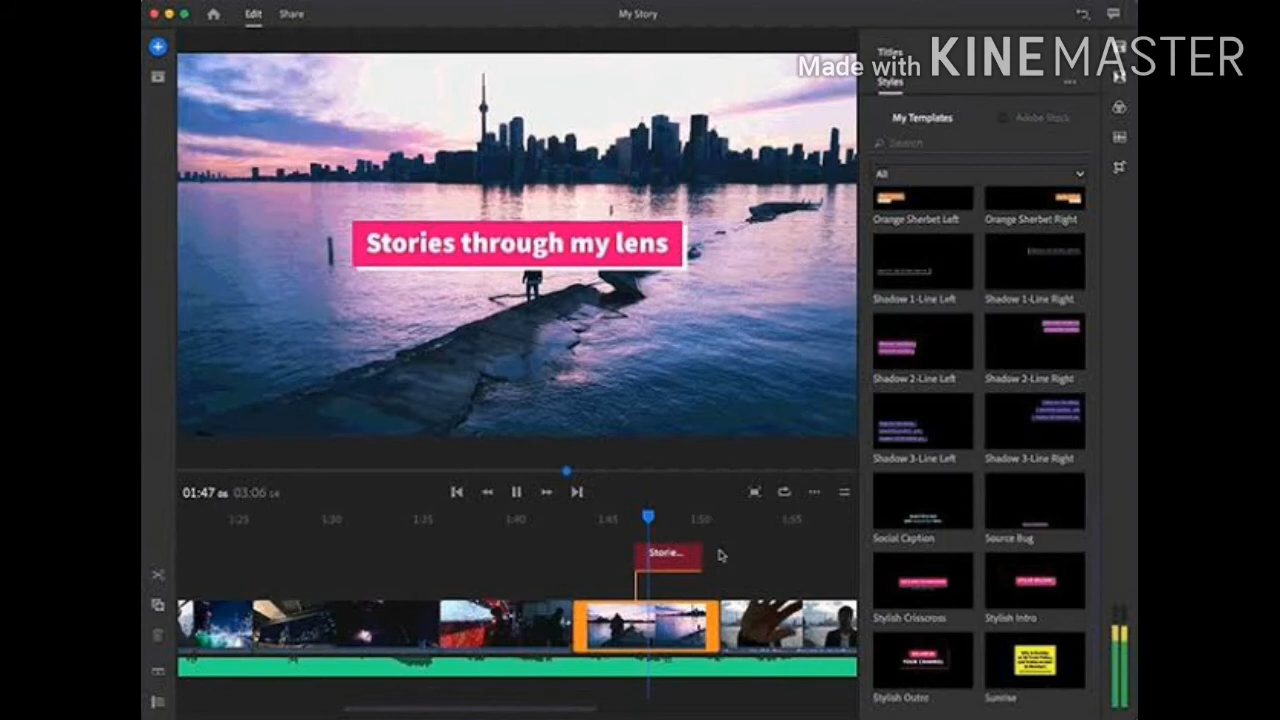 Edit
Share
My Story
Made with KINEMASTER
Titles
Styles
My Templates
Adobe Stock
Search
All
Orange Sherbet Left
Orange Sherbet Right
Stories through my lens
Shadow 1-Line Left
Shadow 1-Line Right
Shadow 2-Line Left
Shadow 2-Line Right
Shadow 3-Line Left
Shadow 3-Line Right
01:47 06 03:06 14
1:25 1:30 1:35 1:40 1:45 1:50 1:55
Storie...
Social Caption
Source Bug
Stylish Crisscross
Stylish Intro
YOUR CHANNEL
Stylish Outro
Sunrise